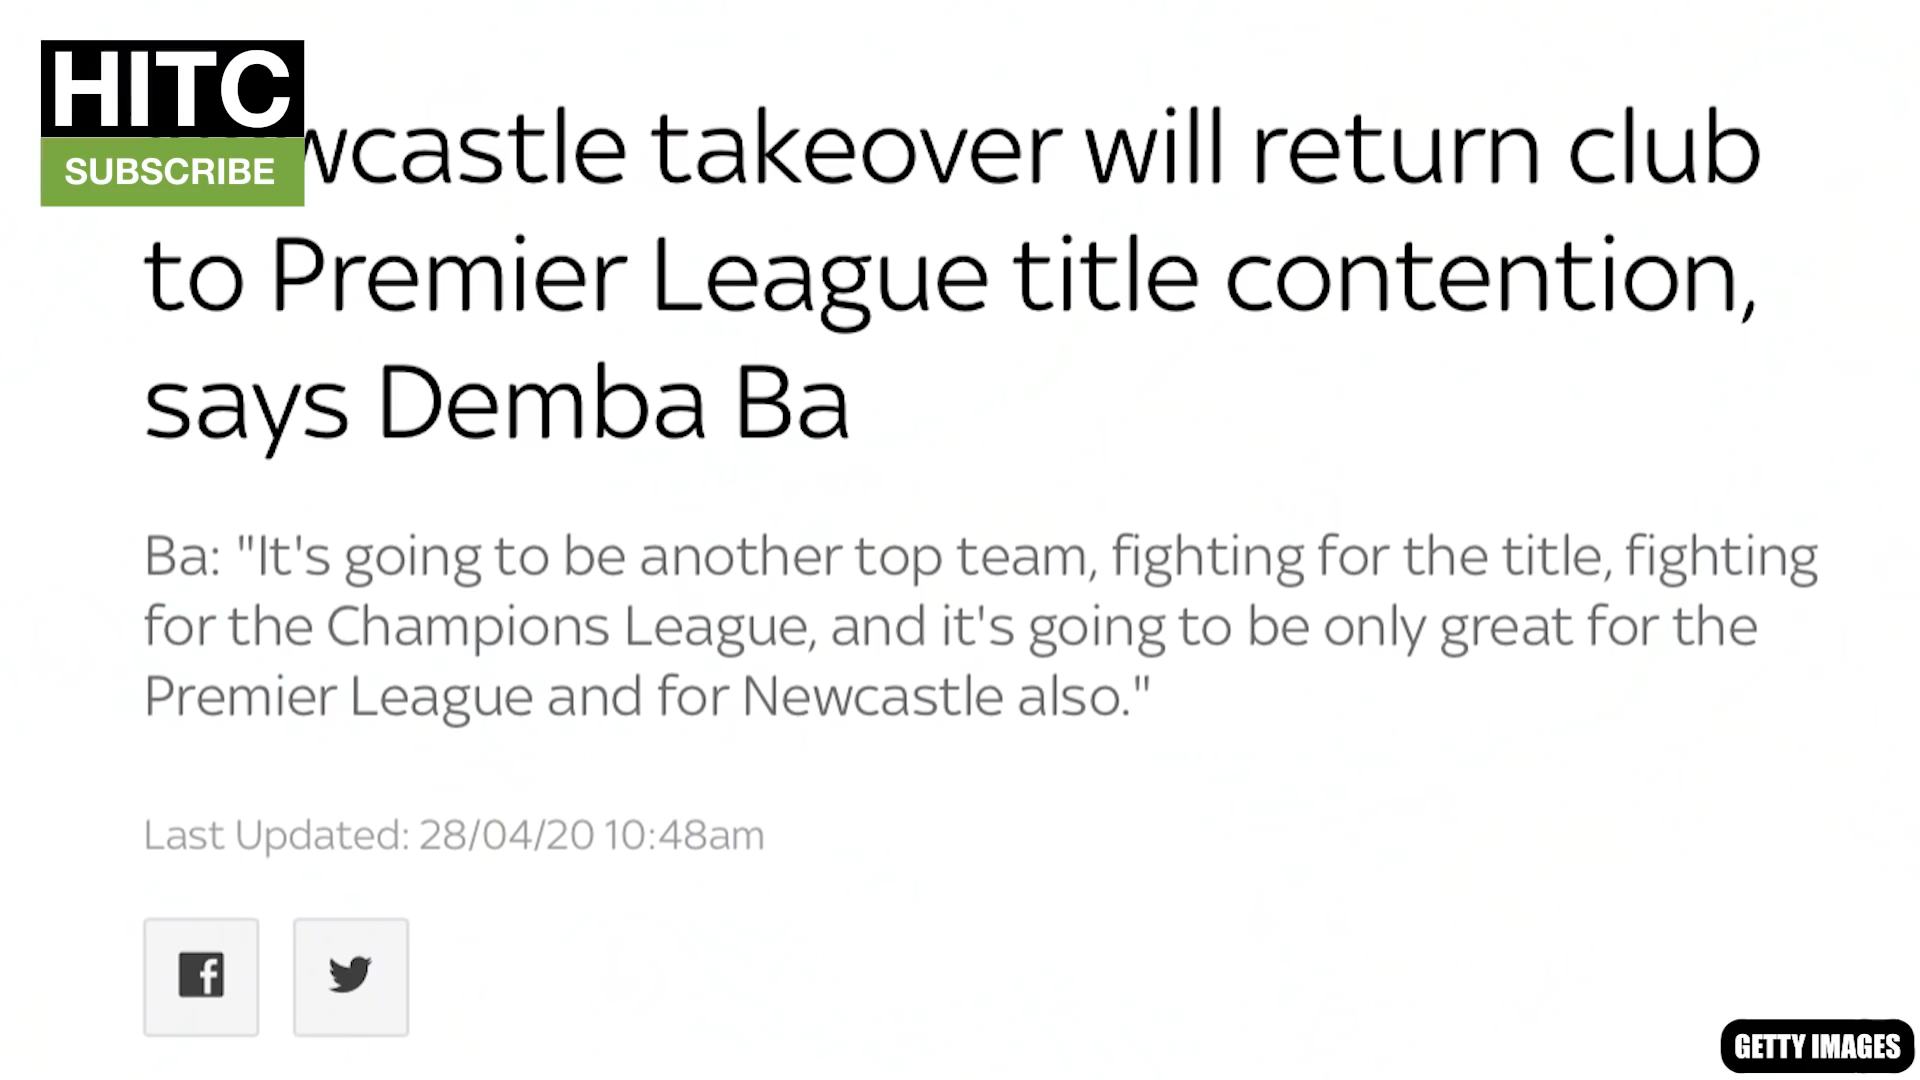 HITC
SUBSCRIBE
wcastle takeover will return club
to Premier League title contention,
says Demba Ba
Ba: "It's going to be another top team, fighting for the title, fighting
for the Champions League, and it's going to be only great for the
Premier League and for Newcastle also."
Last Updated: 28/04/20 10:48am
GETTY IMAGES